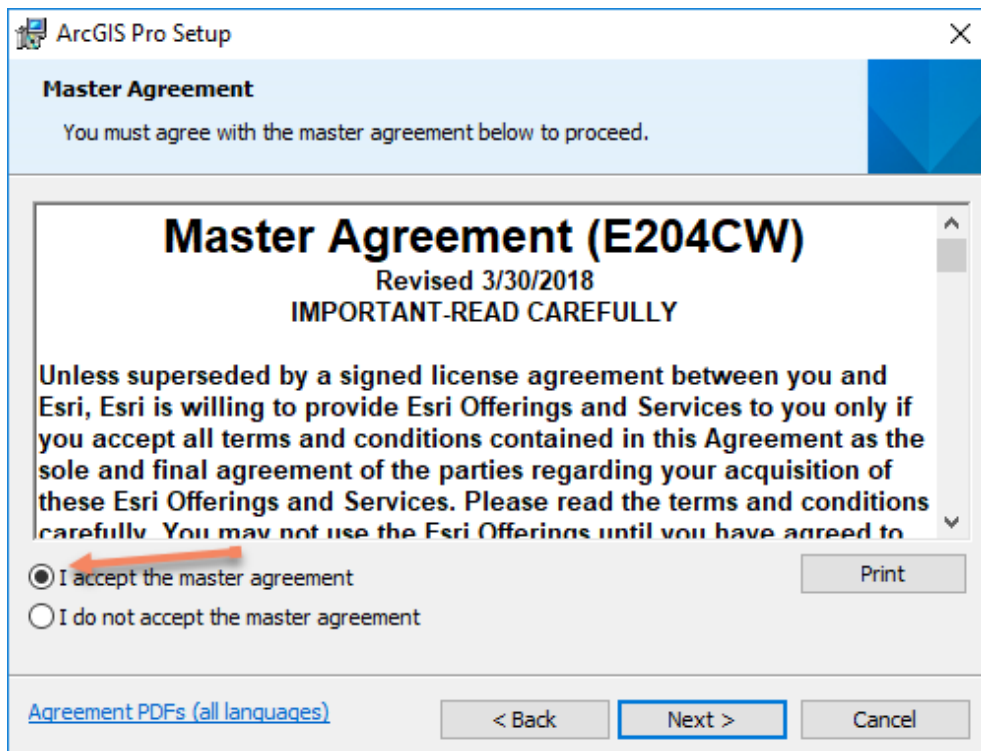 ArcGIS Pro Setup
Master Agreement
You must agree with the master agreement below to proceed.
Master Agreement (E204CW)
Revised 3/30/2018
IMPORTANT-READ CAREFULLY
Unless superseded by a signed license agreement between you and
Esri, Esri is willing to provide Esri Offerings and Services to you only if
you accept all terms and conditions contained in this Agreement as the
sole and final agreement of the parties regarding your acquisition of
these Esri Offerings and Services. Please read the terms and conditions
carefully. You may not use the Esri Offerings until you have agreed to
I accept the master agreement
Print
I do not accept the master agreement
Agreement PDFs (all languages)
< Back
Next >
Cancel